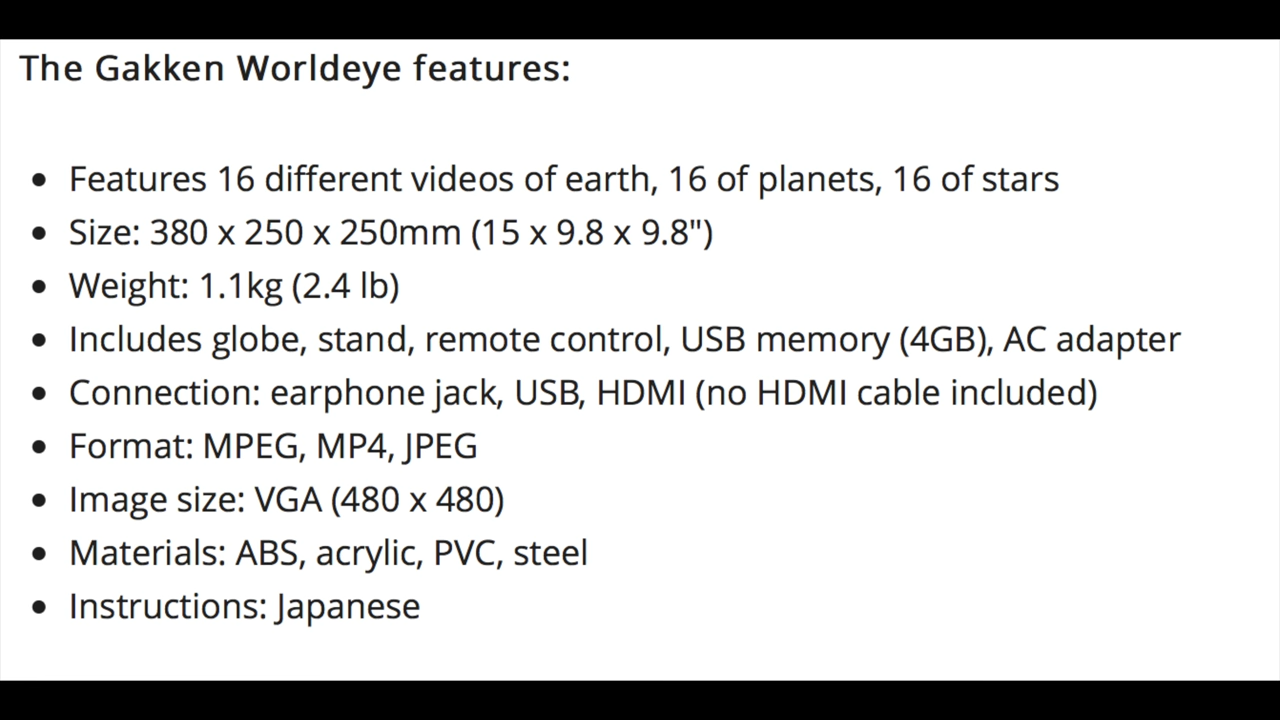 The Gakken Worldeye features:
• Features 16 different videos of earth, 16 of planets, 16 of stars
• Size: 380 x 250 x 250mm (15 x 9.8 x 9.8")
• Weight: 1.1kg (2.4 lb)
• Includes globe, stand, remote control, USB memory (4GB), AC adapter
• Connection: earphone jack, USB, HDMI (no HDMI cable included)
• Format: MPEG, MP4, JPEG
• Image size: VGA (480 x 480)
• Materials: ABS, acrylic, PVC, steel
• Instructions: Japanese